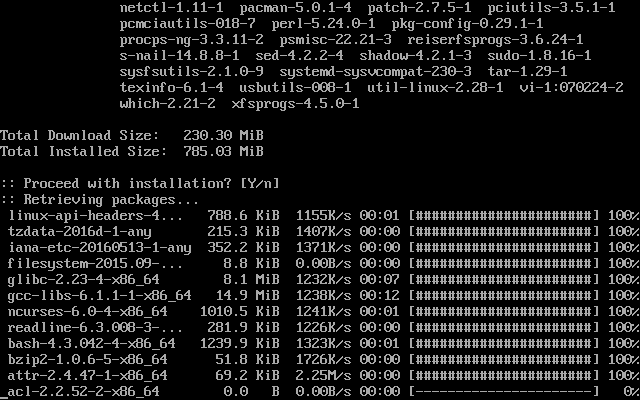 netctl-1.11-1  pacman-5.0.1-4  patch-2.7.5-1  pciutils-3.5.1-1
pcmciautils-018-7  perl-5.24.0-1  pkg-config-0.29.1-1
procps-ng-3.3.11-2  psmisc-22.21-3  reiserfsprogs-3.6.24-1
s-nail-14.8.8-1  sed-4.2.2-4  shadow-4.2.1-3  sudo-1.8.16-1
sysfsutils-2.1.0-9  systemd-sysvcompat-230-3  tar-1.29-1
texinfo-6.1-4  usbutils-008-1  util-linux-2.28-1  vi-1:070224-2
which-2.21-2  xfsprogs-4.5.0-1
Total Download Size:   230.30 MiB
Total Installed Size:  785.03 MiB
:: Proceed with installation? [Y/n]
:: Retrieving packages...
linux-api-headers-4...   788.6 KiB  1155K/s 00:01 [######################] 100%
tzdata-2016d-1-any       215.3 KiB  1407K/s 00:00 [######################] 100%
iana-etc-20160513-1-any  352.2 KiB  1371K/s 00:00 [######################] 100%
filesystem-2015.09-...     8.8 KiB  0.00B/s 00:00 [######################] 100%
glibc-2.23-4-x86_64        8.1 MiB  1232K/s 00:07 [######################] 100%
gcc-libs-6.1.1-1-x86_64   14.9 MiB  1238K/s 00:12 [######################] 100%
ncurses-6.0-4-x86_64    1010.5 KiB  1241K/s 00:01 [######################] 100%
readline-6.3.008-3-...   281.9 KiB  1226K/s 00:00 [######################] 100%
bash-4.3.042-4-x86_64   1239.9 KiB  1323K/s 00:01 [######################] 100%
bzip2-1.0.6-5-x86_64      51.8 KiB  1726K/s 00:00 [######################] 100%
attr-2.4.47-1-x86_64      69.2 KiB  2.25M/s 00:00 [######################] 100%
_acl-2.2.52-2-x86_64        0.0   B  0.00B/s 00:00 [----------------------]   0%